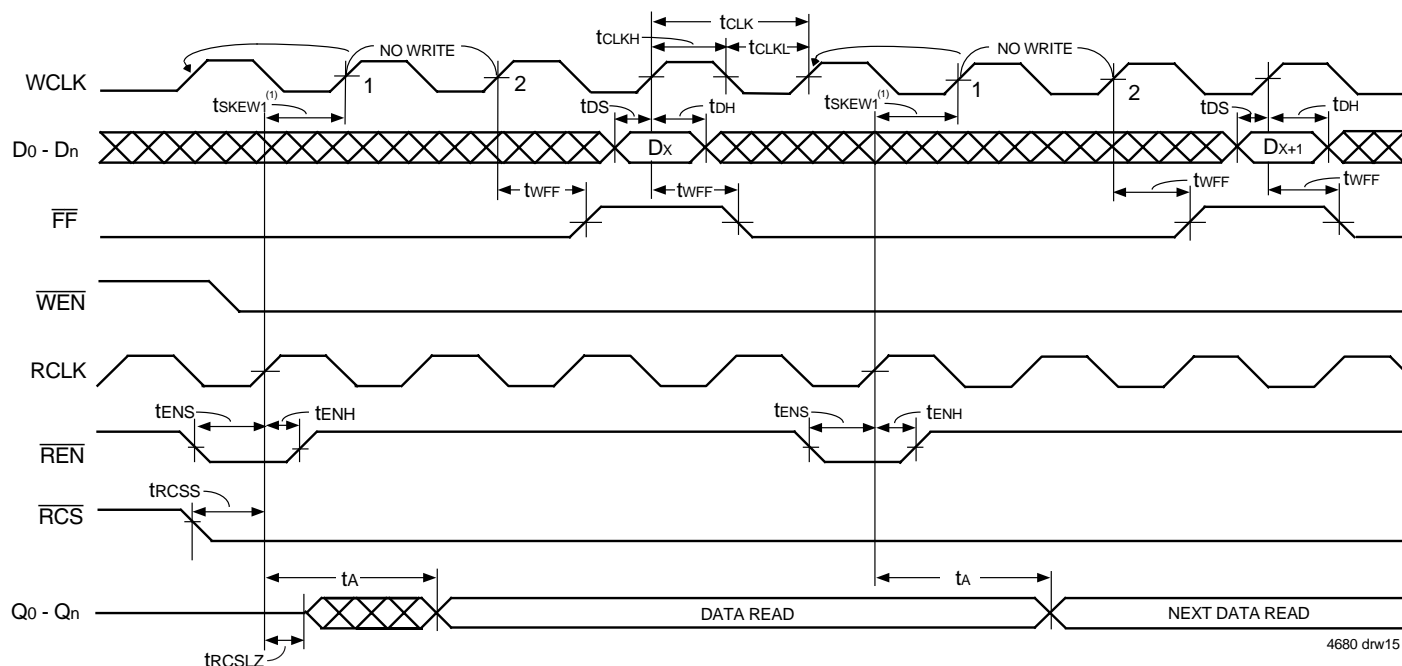 tCLK
tCLKH tCLKL
NO WRITE NO WRITE
WCLK 1 2 1 2
tSKEW1(1) tDS tDH tSKEW1(1) tDS tDH
D0 - Dn DX DX+1
tWFF tWFF tWFF tWFF
FF
WEN
RCLK
tENS tENH tENS tENH
REN
tRCSS
RCS
tA tA
Q0 - Qn DATA READ NEXT DATA READ
tRCSLZ
4680 drw15